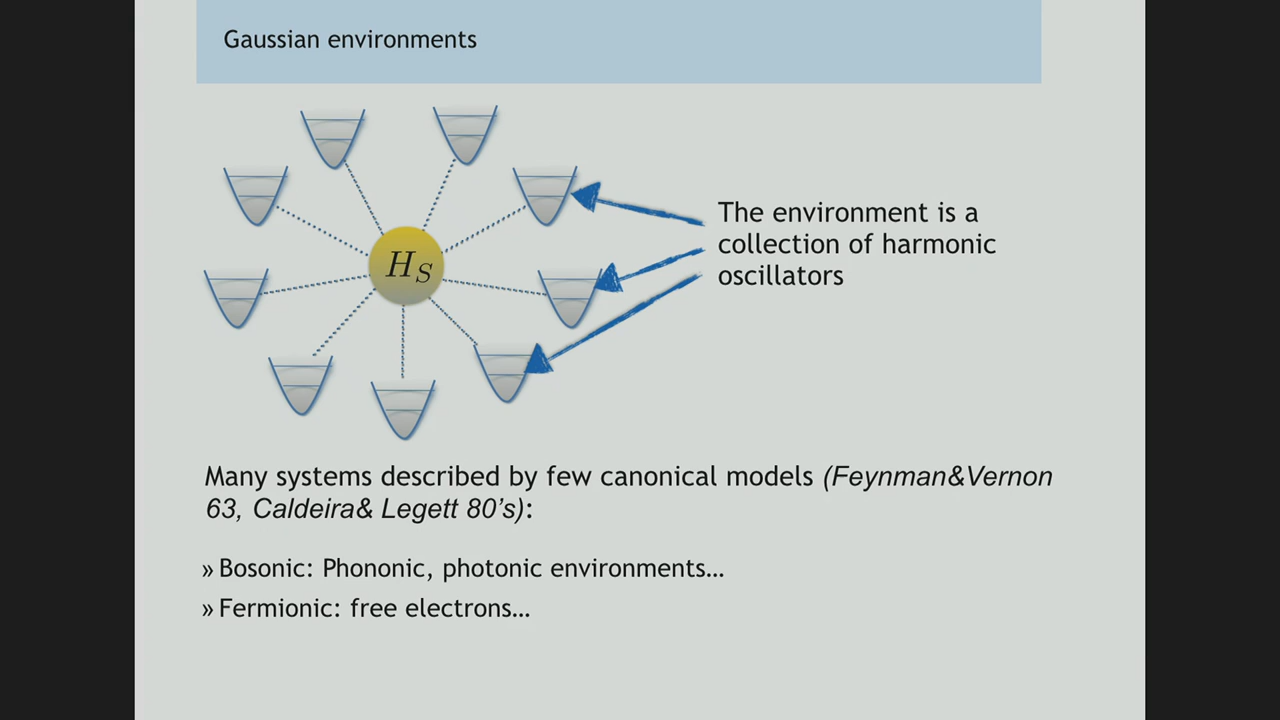 Gaussian environments
H_S
The environment is a
collection of harmonic
oscillators
Many systems described by few canonical models (Feynman&Vernon
63, Caldeira& Legett 80’s):
» Bosonic: Phononic, photonic environments…
» Fermionic: free electrons…